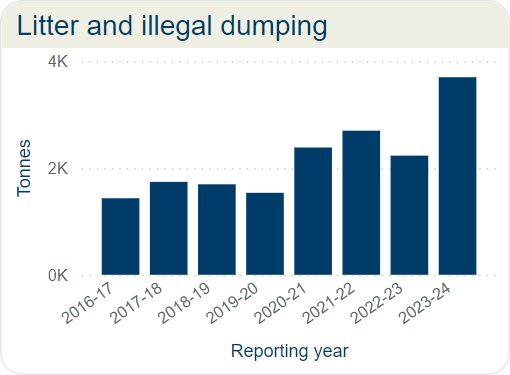 Litter and illegal dumping
4K
2K
0K
Tonnes
2016-17
2017-18
2018-19
2019-20
2020-21
2021-22
2022-23
2023-24
Reporting year